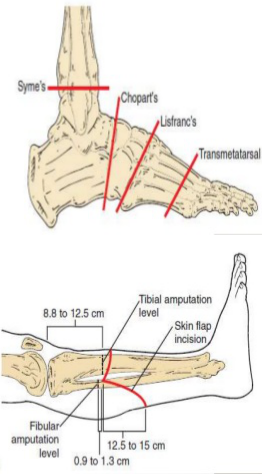 Syme's
Chopart's
Lisfranc's
Transmetatarsal
8.8 to 12.5 cm
Tibial amputation
level
Skin flap
incision
Fibular
amputation
level
12.5 to 15 cm
0.9 to 1.3 cm